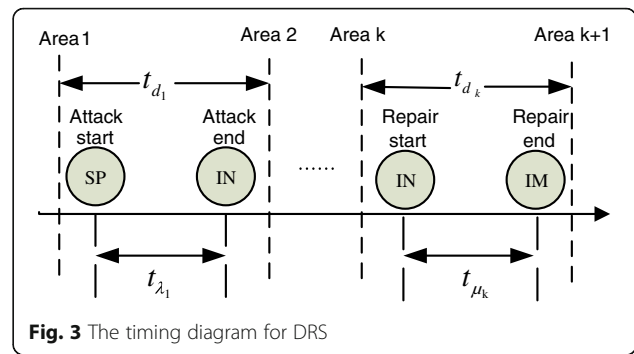 Area 1
Area 2
Area k
Area k+1
t_{d_1}
t_{d_k}
Attack start
Attack end
Repair start
Repair end
SP
IN
......
IN
IM
t_{λ_1}
t_{μ_k}
Fig. 3 The timing diagram for DRS